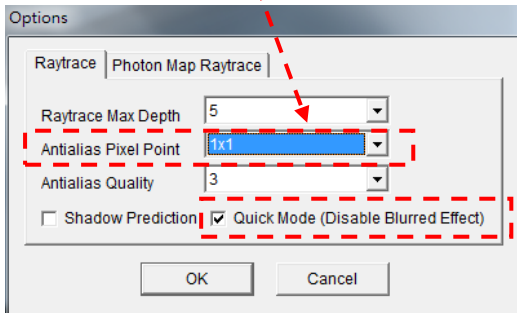 Options
Raytrace Photon Map Raytrace
Raytrace Max Depth 5
Antialias Pixel Point 1x1
Antialias Quality 3
Shadow Prediction Quick Mode (Disable Blurred Effect)
OK Cancel